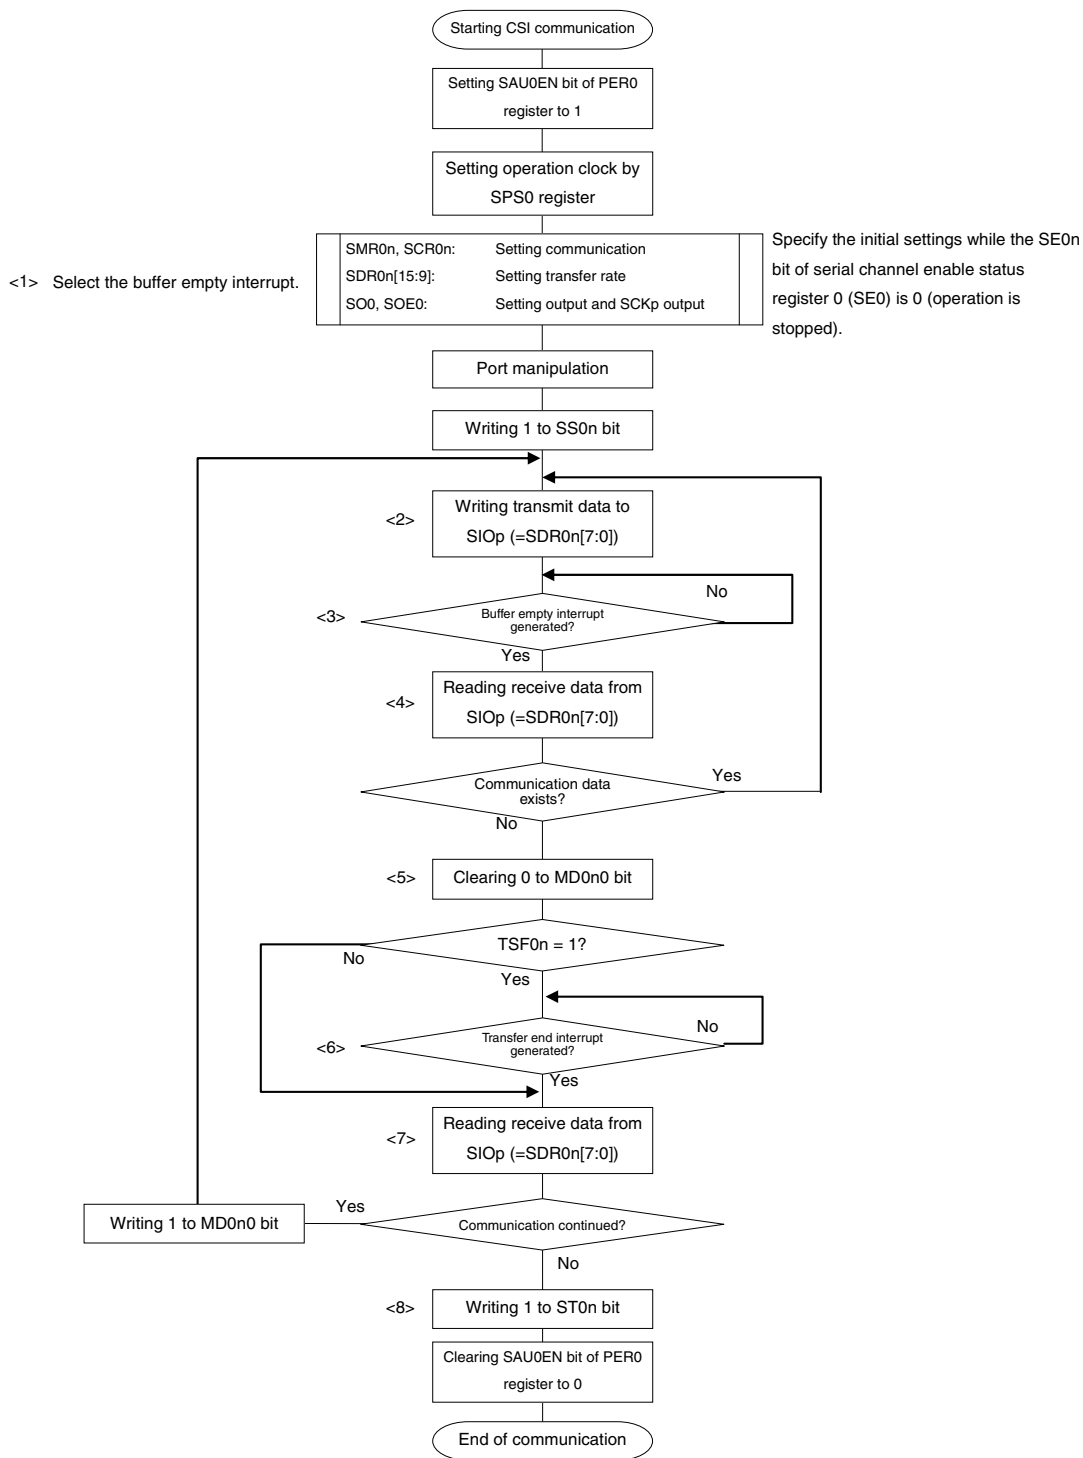 Starting CSI communication
Setting SAU0EN bit of PER0
register to 1
Setting operation clock by
SPS0 register
<1> Select the buffer empty interrupt.
SMR0n, SCR0n: Setting communication
SDR0n[15:9]: Setting transfer rate
SO0, SOE0: Setting output and SCKp output
Specify the initial settings while the SE0n
bit of serial channel enable status
register 0 (SE0) is 0 (operation is
stopped).
Port manipulation
Writing 1 to SS0n bit
<2>
Writing transmit data to
SIOp (=SDR0n[7:0])
No
<3>
Buffer empty interrupt
generated?
Yes
<4>
Reading receive data from
SIOp (=SDR0n[7:0])
Communication data
exists?
Yes
No
<5>
Clearing 0 to MD0n0 bit
TSF0n = 1?
No
Yes
No
<6>
Transfer end interrupt
generated?
Yes
<7>
Reading receive data from
SIOp (=SDR0n[7:0])
Writing 1 to MD0n0 bit
Yes
Communication continued?
No
<8>
Writing 1 to ST0n bit
Clearing SAU0EN bit of PER0
register to 0
End of communication